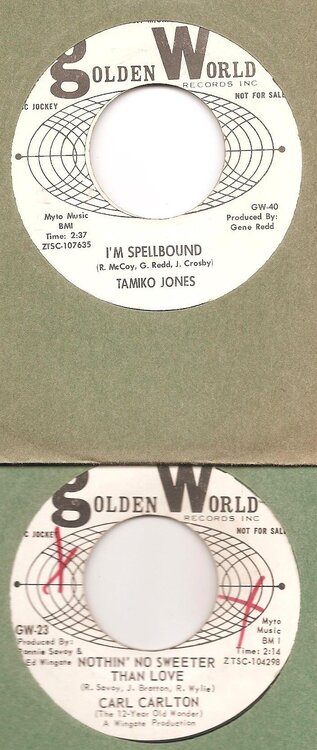 Golden World
RECORDS INC
C JOCKEY
NOT FOR SAL
Myto Music
BMI
Time: 2:37
ZTSC-107635
GW-40
Produced By:
Gene Redd
I'M SPELLBOUND
(R. McCoy, G. Redd, J. Crosby)
TAMIKO JONES
Golden World
RECORDS INC
C JOCKEY
NOT FOR SAL
GW-23
Produced By:
onnie Savoy &
Ed Wingate
Myto
Music
BMI
Time: 2:14
ZTSC-104298
NOTHIN' NO SWEETER
THAN LOVE
(R. Savoy, J. Bratton, R. Wylie)
CARL CARLTON
(The 12-Year Old Wonder)
A Wingate Production